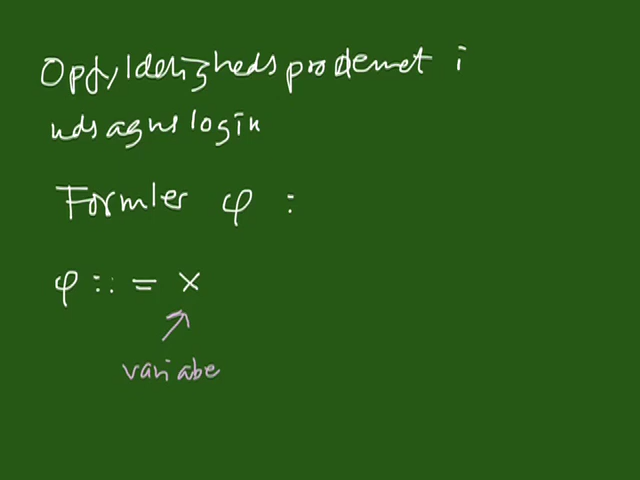 Opfyldelighedsproblemet i
udsagnslogik
Formler φ :
φ ::= x
variabe